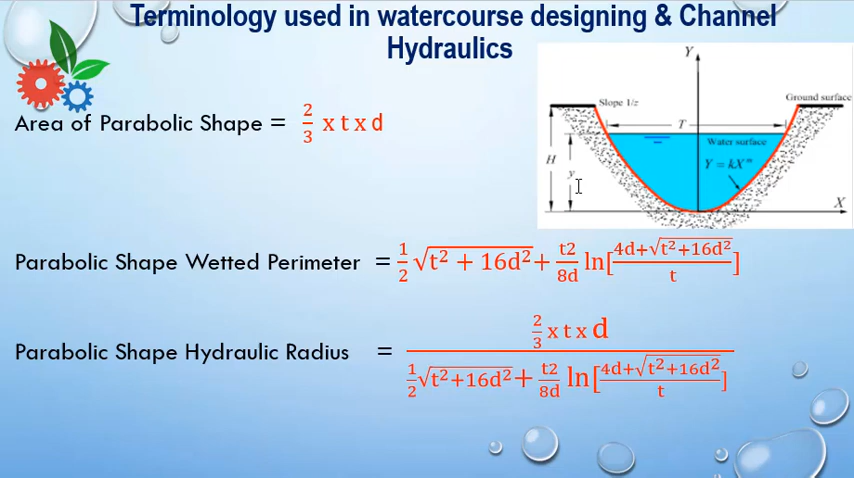 Terminology used in watercourse designing & Channel
Hydraulics
Area of Parabolic Shape = 2/3 x t x d
Y
Slope 1/z
Ground surface
T
Water surface
H
y
Y = kX^m
X
Parabolic Shape Wetted Perimeter = 1/2 √t² + 16d² + t2/8d ln[4d+√t²+16d²/t]
Parabolic Shape Hydraulic Radius = 2/3 x t x d / 1/2 √t²+16d² + t2/8d ln[4d+√t²+16d²/t]